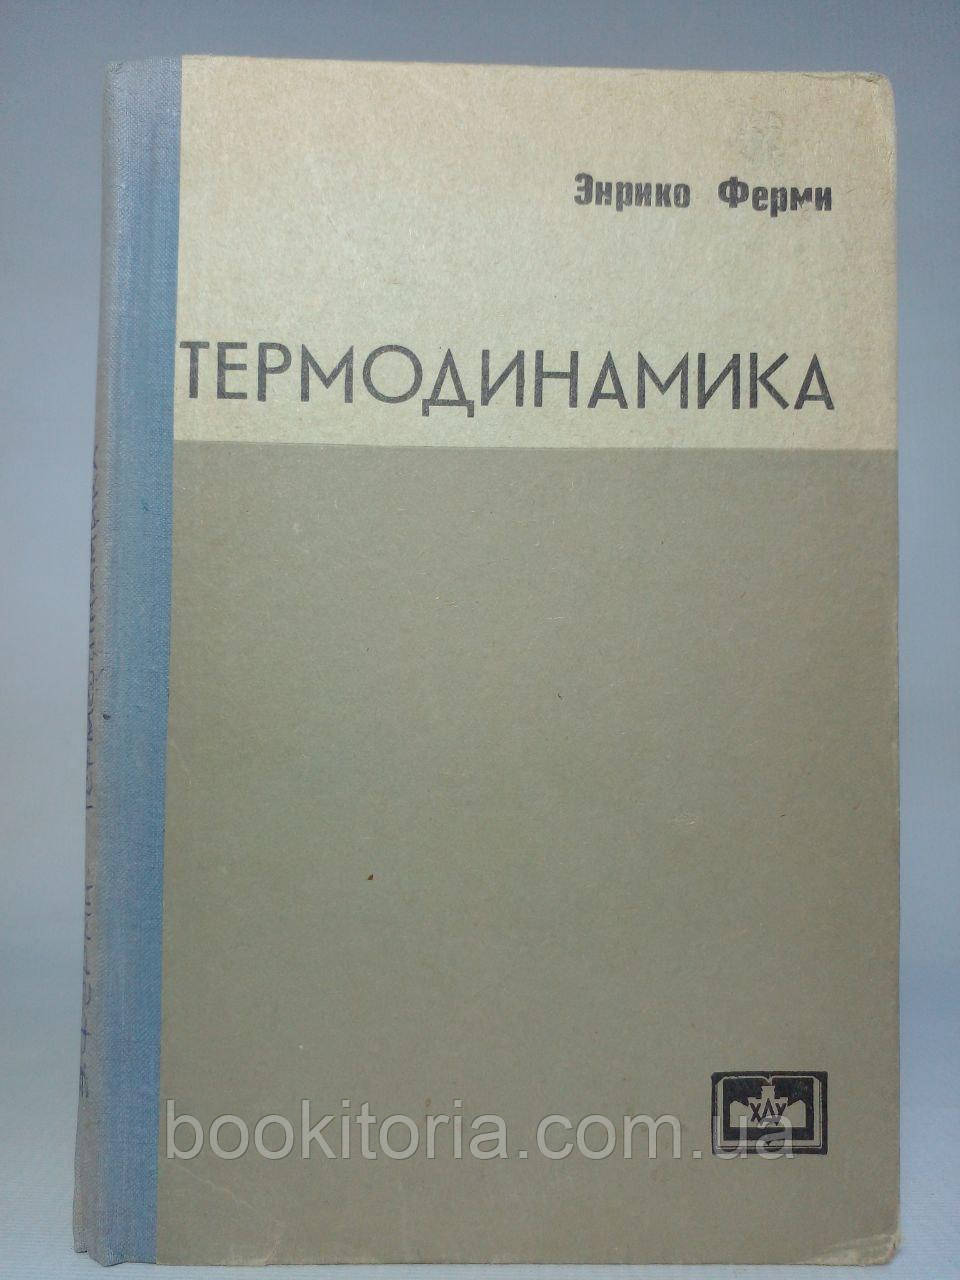 Энрико Ферми
ТЕРМОДИНАМИКА
ХДУ
bookitoria.com.ua